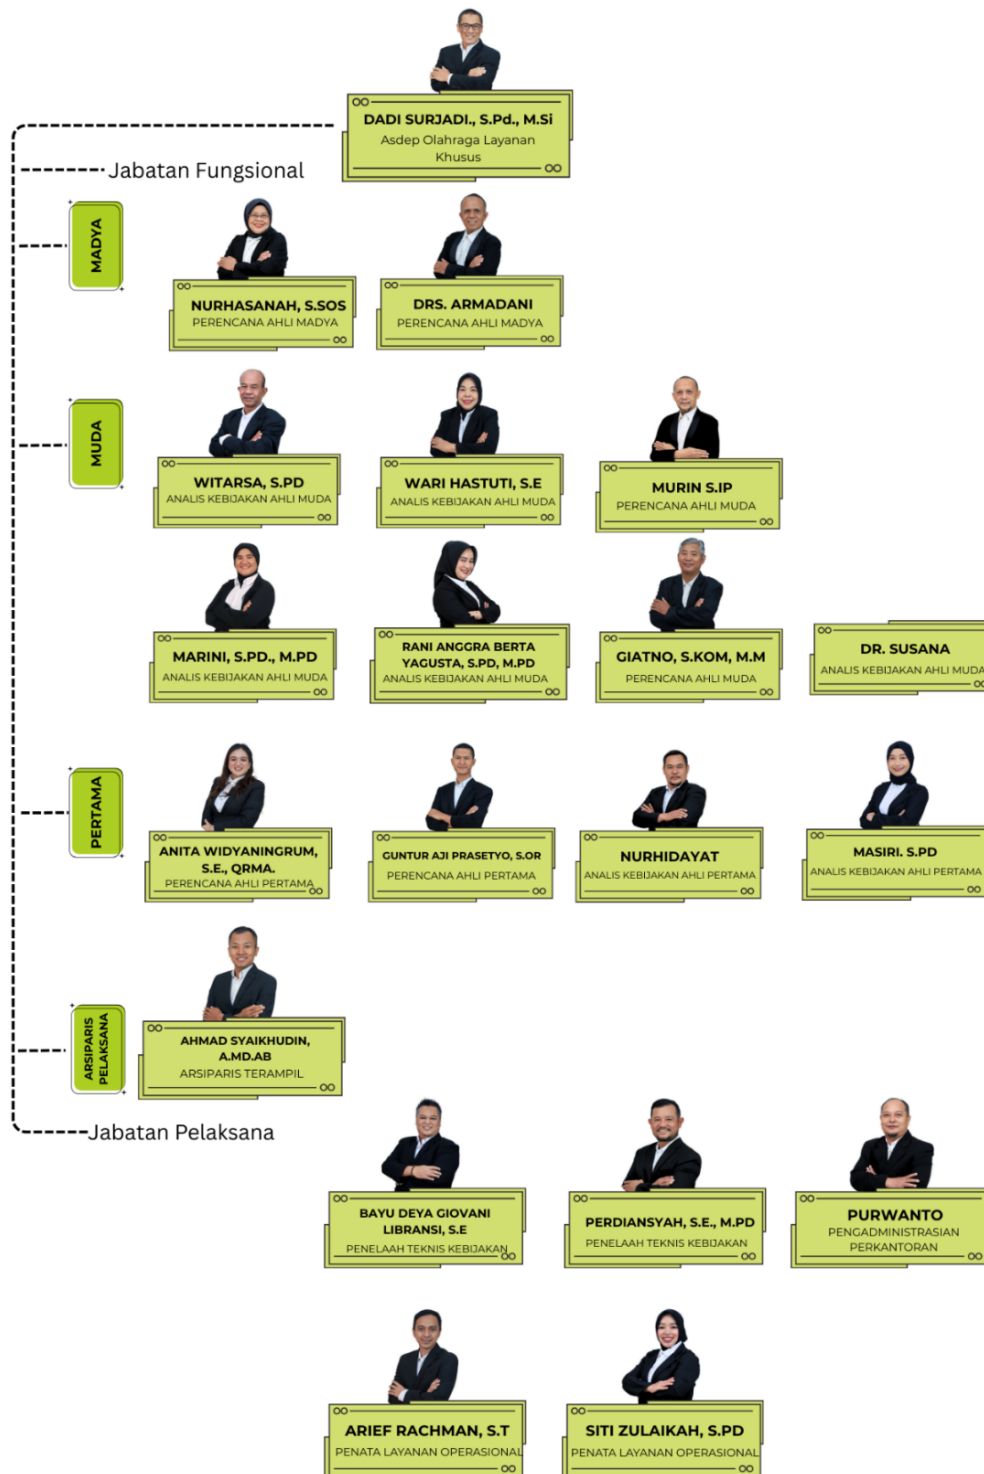 DADI SURJADI., S.Pd., M.Si
Asdep Olahraga Layanan
Khusus
Jabatan Fungsional
MADYA
NURHASANAH, S.SOS
PERENCANA AHLI MADYA
DRS. ARMADANI
PERENCANA AHLI MADYA
MUDA
WITARSA, S.PD
ANALIS KEBIJAKAN AHLI MUDA
WARI HASTUTI, S.E
ANALIS KEBIJAKAN AHLI MUDA
MURIN S.IP
PERENCANA AHLI MUDA
MARINI, S.PD., M.PD
ANALIS KEBIJAKAN AHLI MUDA
RANI ANGGRA BERTA
YAGUSTA, S.PD, M.PD
ANALIS KEBIJAKAN AHLI MUDA
GIATNO, S.KOM, M.M
PERENCANA AHLI MUDA
DR. SUSANA
ANALIS KEBIJAKAN AHLI MUDA
PERTAMA
ANITA WIDYANINGRUM,
S.E., QRMA.
PERENCANA AHLI PERTAMA
GUNTUR AJI PRASETYO, S.OR
PERENCANA AHLI PERTAMA
NURHIDAYAT
ANALIS KEBIJAKAN AHLI PERTAMA
MASIRI. S.PD
ANALIS KEBIJAKAN AHLI PERTAMA
ARSIPARIS
PELAKSANA
AHMAD SYAIKHUDIN,
A.MD.AB
ARSIPARIS TERAMPIL
Jabatan Pelaksana
BAYU DEYA GIOVANI
LIBRANSI, S.E
PENELAAH TEKNIS KEBIJAKAN
PERDIANSYAH, S.E., M.PD
PENELAAH TEKNIS KEBIJAKAN
PURWANTO
PENGADMINISTRASIAN
PERKANTORAN
ARIEF RACHMAN, S.T
PENATA LAYANAN OPERASIONAL
SITI ZULAIKAH, S.PD
PENATA LAYANAN OPERASIONAL